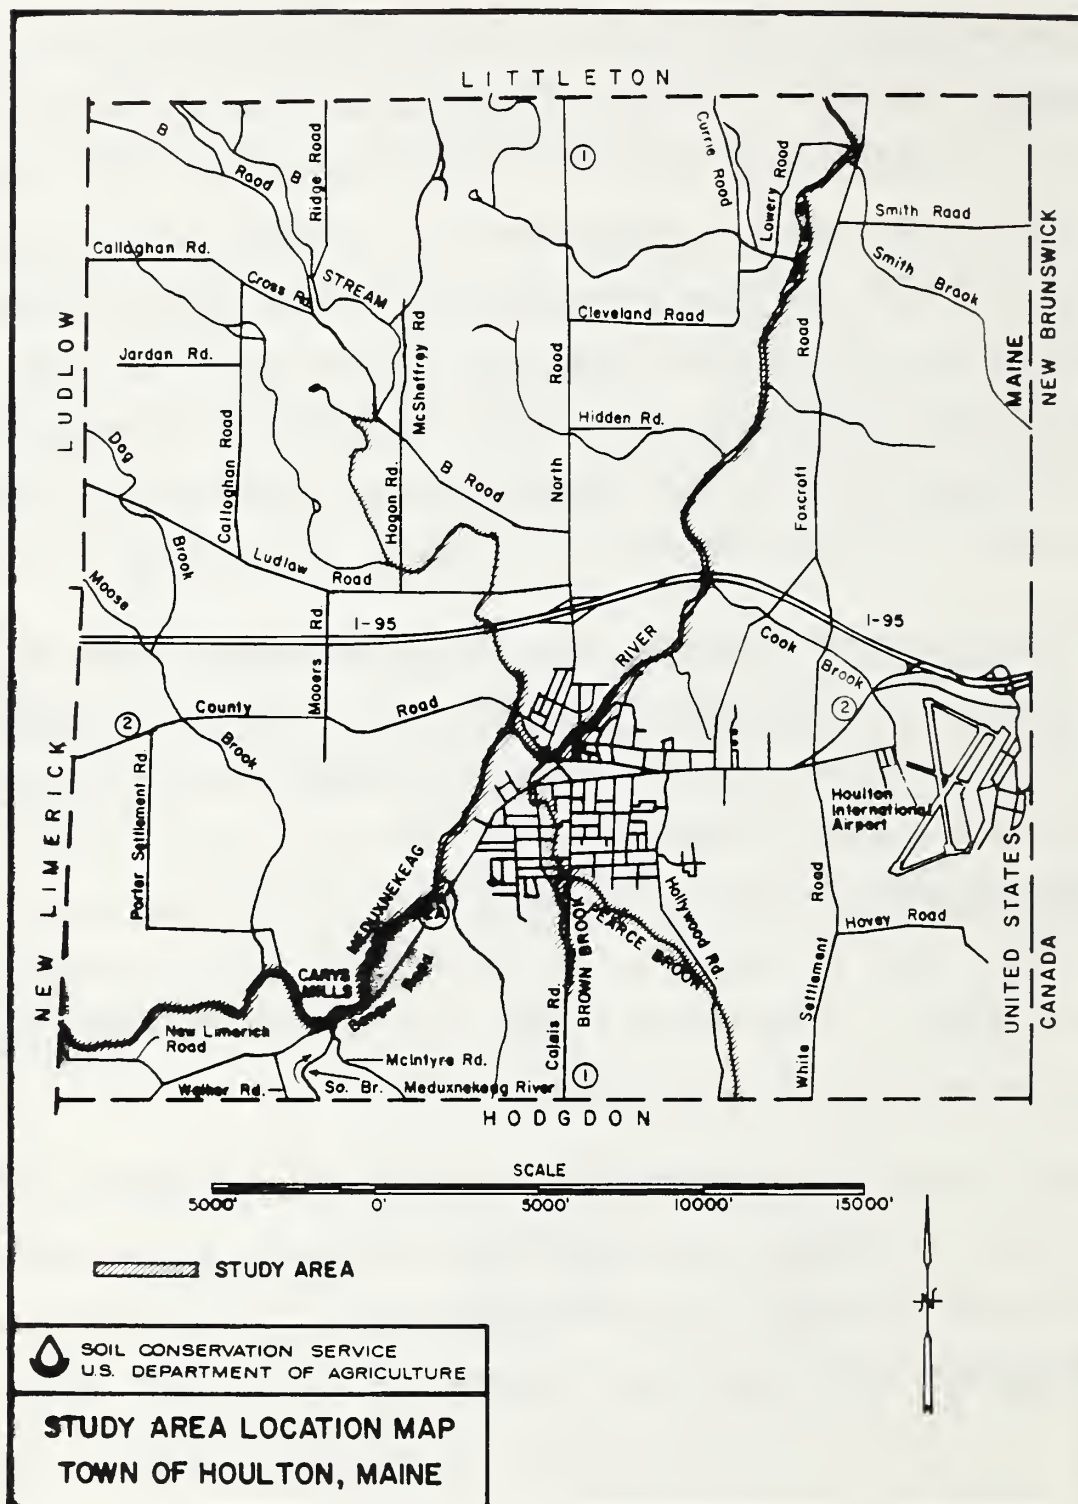 LITTLETON
B
Road
B
Ridge Road
Currie Road
Lowery Road
1
Smith Road
Smith Brook
Callaghan Rd.
Cross Rd.
STREAM
Cleveland Road
McSheffrey Rd
Road
Road
MAINE
NEW BRUNSWICK
LUDLOW
Jordan Rd.
Hidden Rd.
Dog
Brook
Callaghan Road
Hogan Rd.
B Road
North
Foxcroft
Ludlow Road
Moose
Brook
I-95
Mooers Rd
RIVER
Cook Brook
I-95
2
County Road
2
NEW LIMERICK
Porter Settlement Rd.
Houlton
International
Airport
MEDUXNEKEAG
2A
CARYS
MILLS
Bangor Road
Hollywood Rd.
PEARCE BROOK
BROWN BROOK
Calais Rd.
Hovey Road
White Settlement Road
UNITED STATES
CANADA
New Limerick
Road
McIntyre Rd.
Walker Rd.
So. Br. Meduxnekeag River
1
HODGDON
SCALE
5000' 0' 5000' 10000' 15000'
STUDY AREA
N
SOIL CONSERVATION SERVICE
U.S. DEPARTMENT OF AGRICULTURE
STUDY AREA LOCATION MAP
TOWN OF HOULTON, MAINE